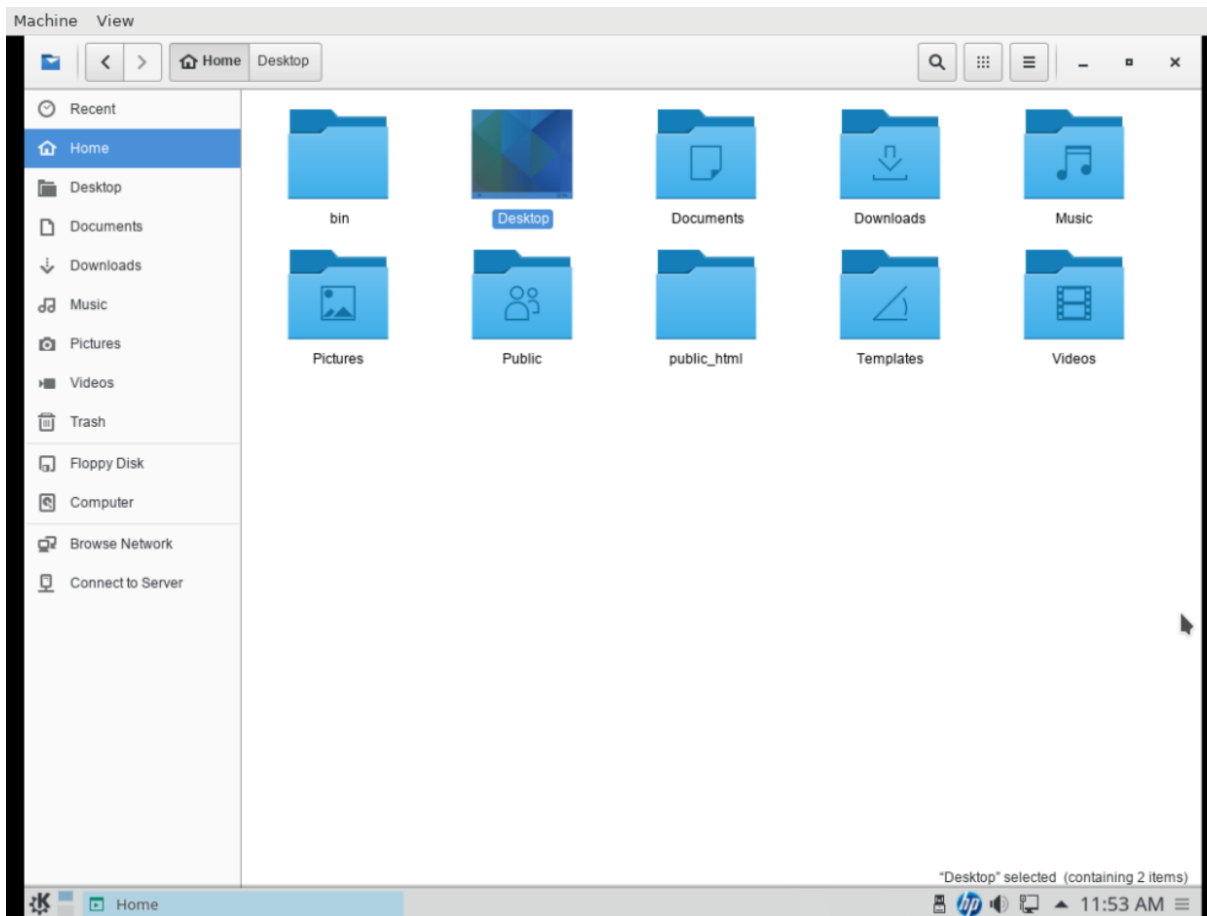 Machine View
Home Desktop
Recent
Home
Desktop
Documents
Downloads
Music
Pictures
Videos
Trash
Floppy Disk
Computer
Browse Network
Connect to Server
bin Desktop Documents Downloads Music
Pictures Public public_html Templates Videos
"Desktop" selected (containing 2 items)
K Home hp 11:53 AM